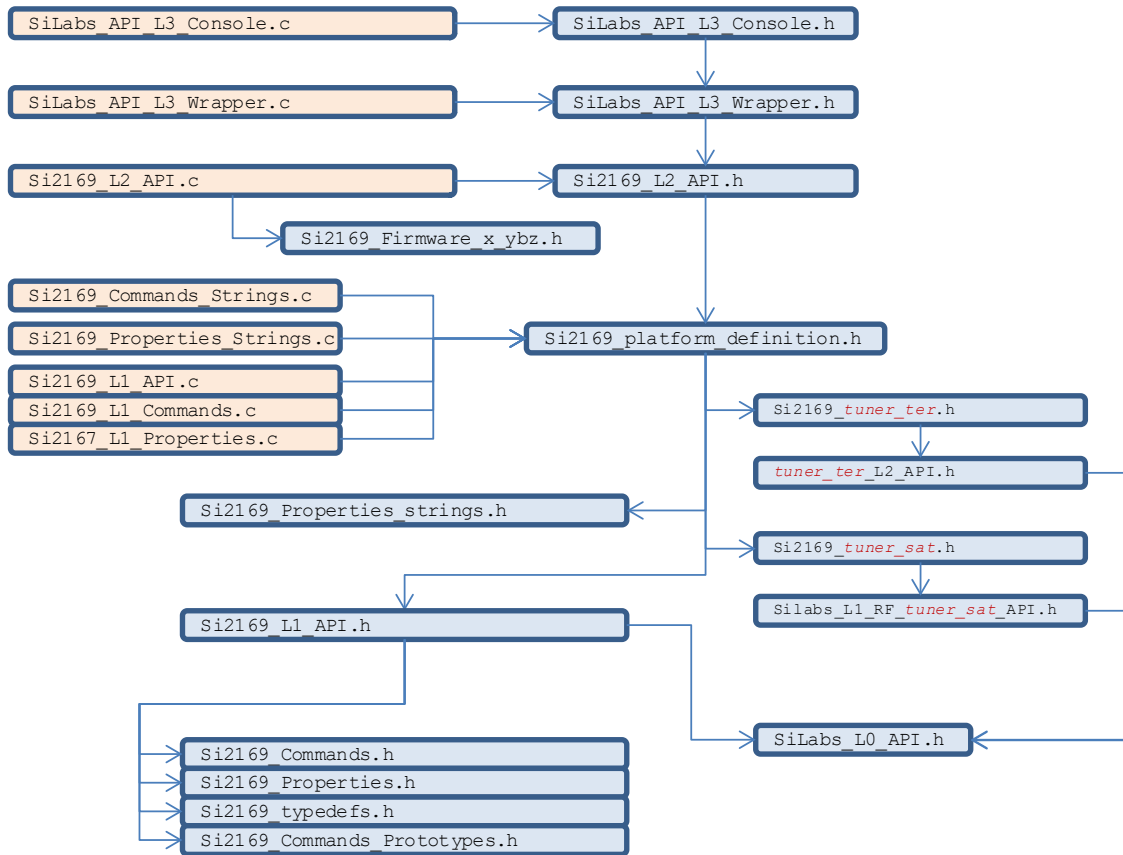 SiLabs_API_L3_Console.c
SiLabs_API_L3_Console.h
SiLabs_API_L3_Wrapper.c
SiLabs_API_L3_Wrapper.h
Si2169_L2_API.c
Si2169_L2_API.h
Si2169_Firmware_x_ybz.h
Si2169_Commands_Strings.c
Si2169_Properties_Strings.c
Si2169_platform_definition.h
Si2169_L1_API.c
Si2169_L1_Commands.c
Si2167_L1_Properties.c
Si2169_tuner_ter.h
tuner_ter_L2_API.h
Si2169_Properties_strings.h
Si2169_tuner_sat.h
Silabs_L1_RF_tuner_sat_API.h
Si2169_L1_API.h
SiLabs_L0_API.h
Si2169_Commands.h
Si2169_Properties.h
Si2169_typedefs.h
Si2169_Commands_Prototypes.h